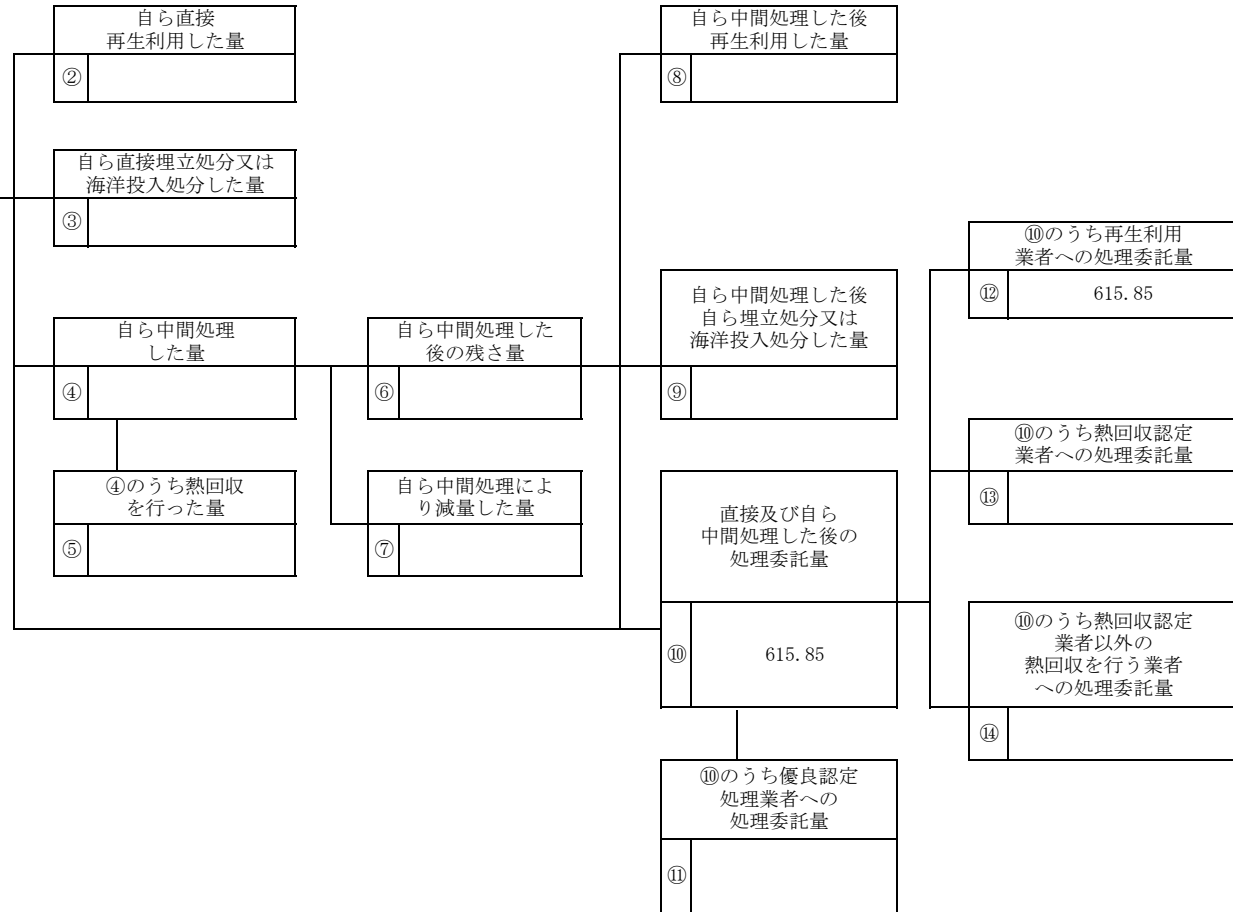 自ら直接
再生利用した量
②
自ら中間処理した後
再生利用した量
⑧
自ら直接埋立処分又は
海洋投入処分した量
③
⑩のうち再生利用
業者への処理委託量
⑫ 615.85
自ら中間処理
した量
④
自ら中間処理した
後の残さ量
⑥
自ら中間処理した後
自ら埋立処分又は
海洋投入処分した量
⑨
⑩のうち熱回収認定
業者への処理委託量
⑬
④のうち熱回収
を行った量
⑤
自ら中間処理によ
り減量した量
⑦
直接及び自ら
中間処理した後の
処理委託量
⑩ 615.85
⑩のうち熱回収認定
業者以外の
熱回収を行う業者
への処理委託量
⑭
⑩のうち優良認定
処理業者への
処理委託量
⑪